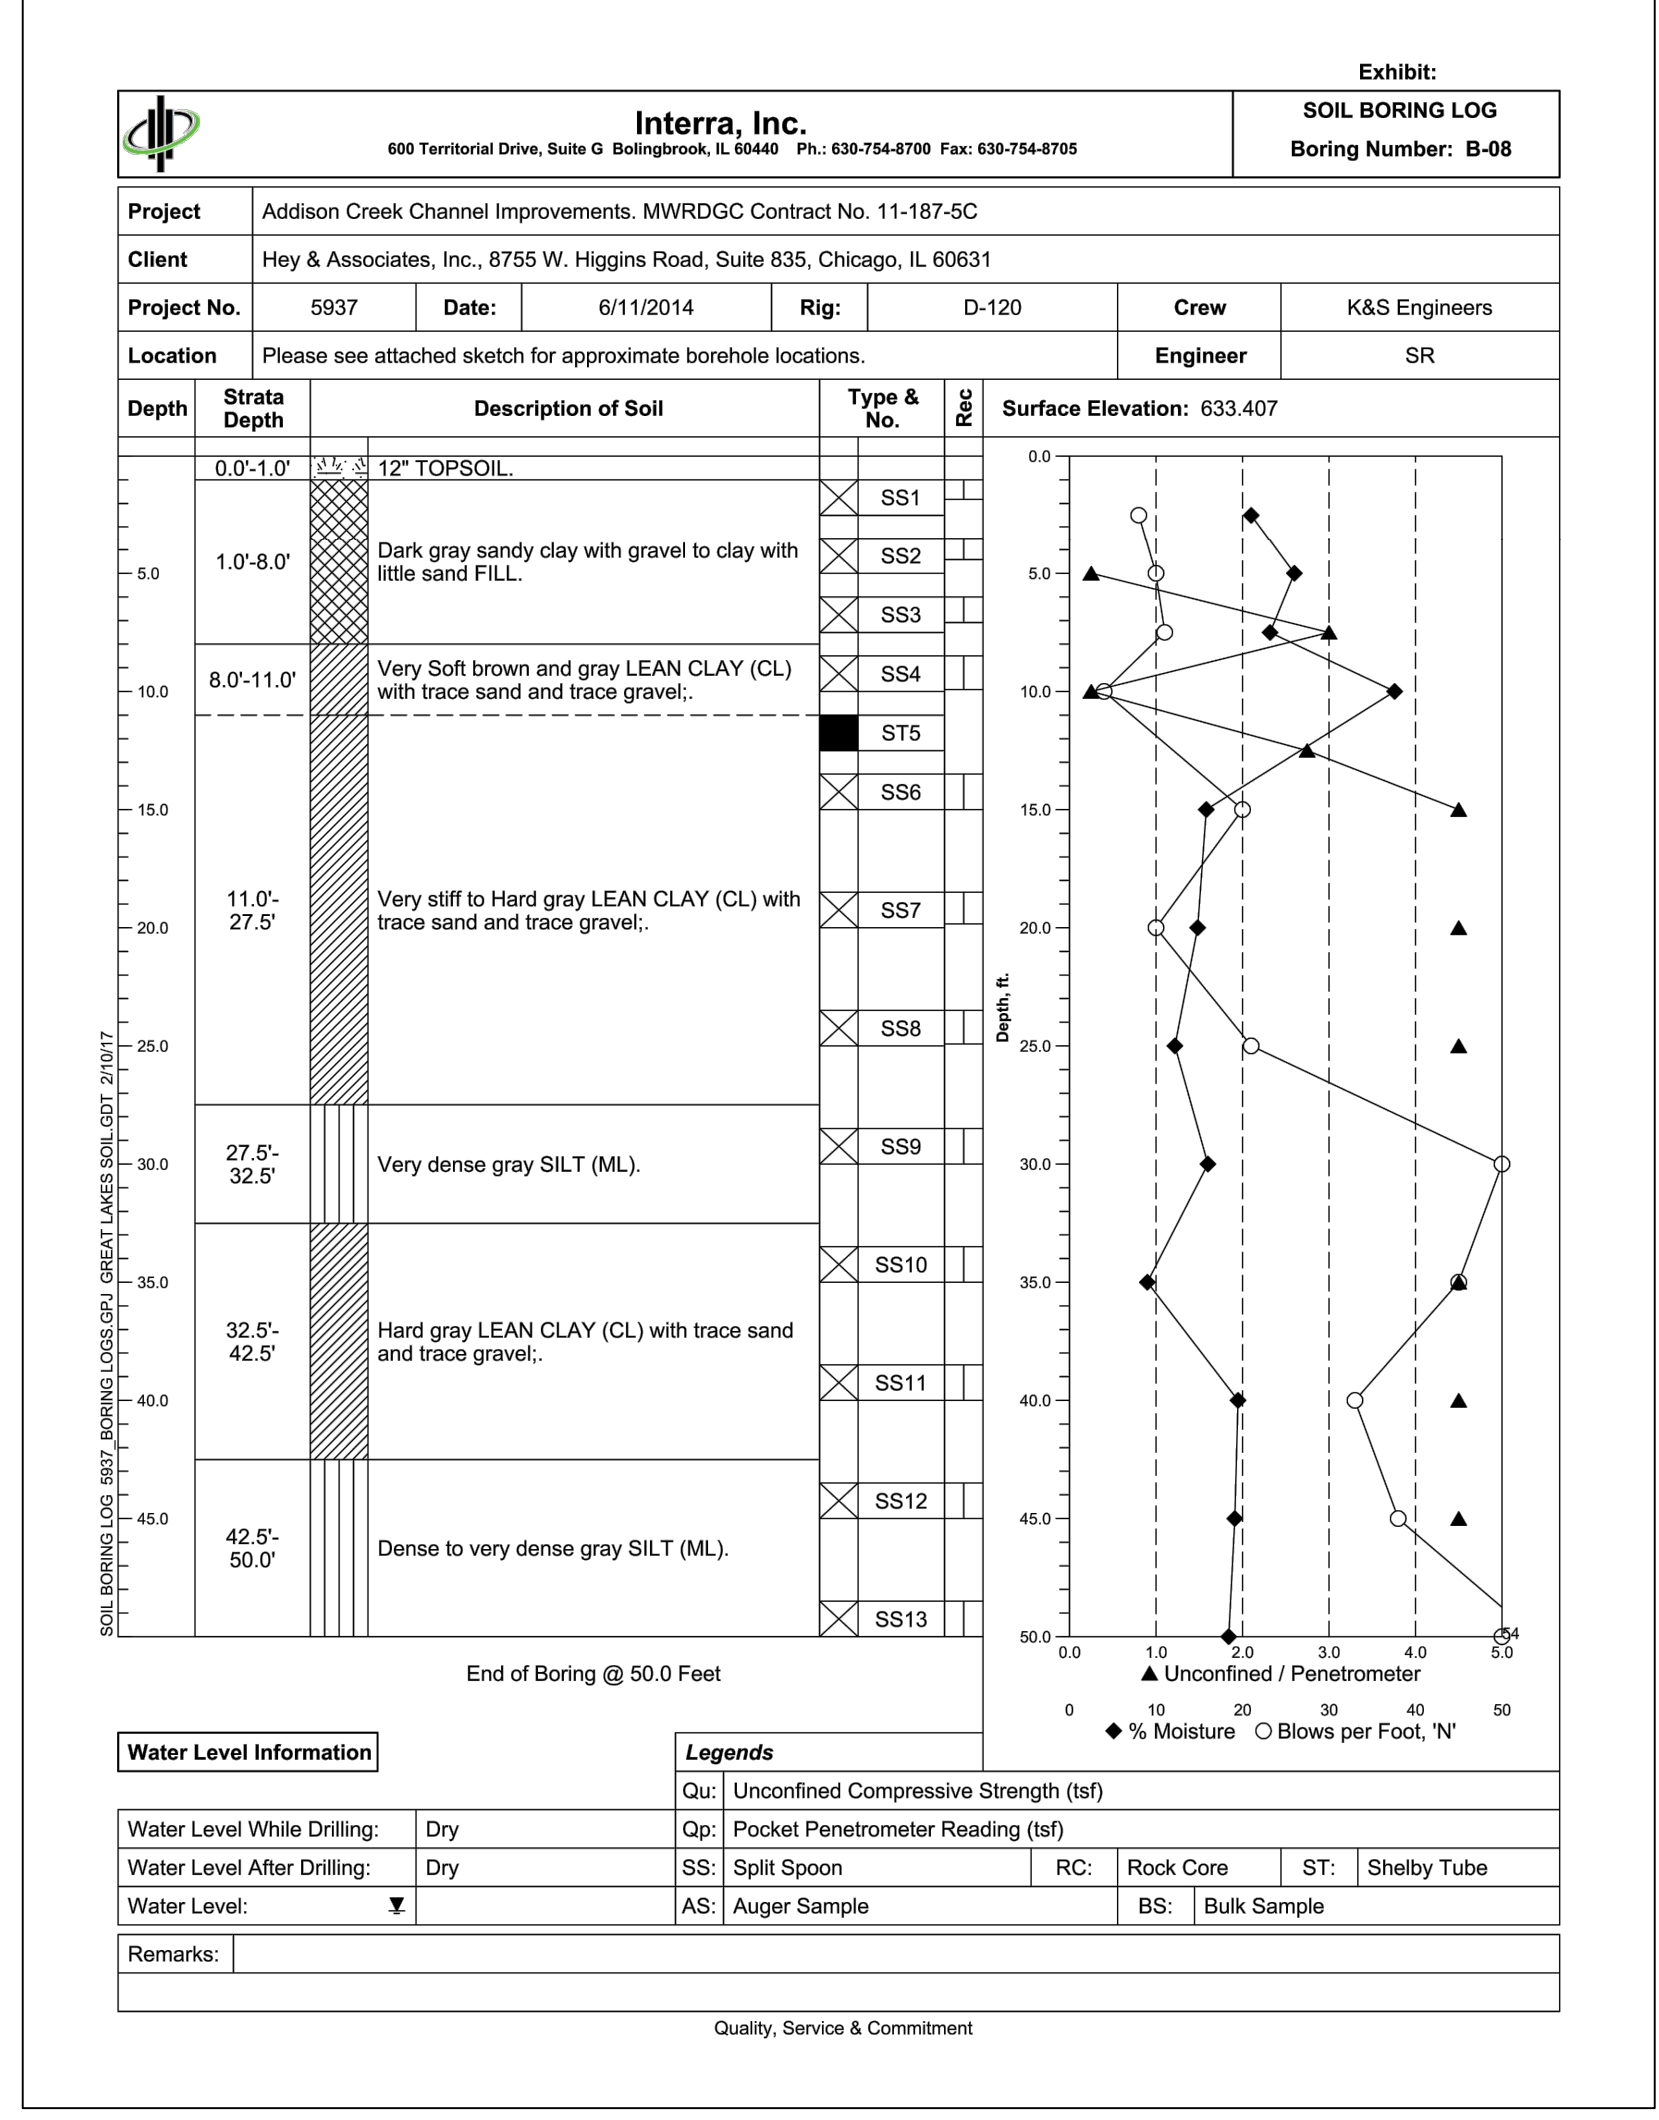 Exhibit:
Interra, Inc.
600 Territorial Drive, Suite G Bolingbrook, IL 60440 Ph.: 630-754-8700 Fax: 630-754-8705
SOIL BORING LOG
Boring Number: B-08
Project Addison Creek Channel Improvements. MWRDGC Contract No. 11-187-5C
Client Hey & Associates, Inc., 8755 W. Higgins Road, Suite 835, Chicago, IL 60631
Project No. 5937 Date: 6/11/2014 Rig: D-120 Crew K&S Engineers
Location Please see attached sketch for approximate borehole locations. Engineer SR
Depth
Strata
Depth
Description of Soil
Type &
No.
Rec
Surface Elevation: 633.407
0.0'-1.0' 12" TOPSOIL.
SS1
1.0'-8.0'
Dark gray sandy clay with gravel to clay with
little sand FILL.
SS2
5.0
SS3
8.0'-11.0'
Very Soft brown and gray LEAN CLAY (CL)
with trace sand and trace gravel;.
SS4
10.0
ST5
SS6
15.0
11.0'-
27.5'
Very stiff to Hard gray LEAN CLAY (CL) with
trace sand and trace gravel;.
SS7
20.0
SS8
25.0
27.5'-
32.5'
Very dense gray SILT (ML).
SS9
30.0
SS10
35.0
32.5'-
42.5'
Hard gray LEAN CLAY (CL) with trace sand
and trace gravel;.
SS11
40.0
SS12
45.0
42.5'-
50.0'
Dense to very dense gray SILT (ML).
SS13
SOIL BORING LOG 5937_BORING LOGS.GPJ GREAT LAKES SOIL.GDT 2/10/17
End of Boring @ 50.0 Feet
Depth, ft.
0.0
5.0
10.0
15.0
20.0
25.0
30.0
35.0
40.0
45.0
50.0
54
0.0 1.0 2.0 3.0 4.0 5.0
▲ Unconfined / Penetrometer
0 10 20 30 40 50
◆ % Moisture ○ Blows per Foot, 'N'
Water Level Information
Legends
Qu: Unconfined Compressive Strength (tsf)
Water Level While Drilling: Dry Qp: Pocket Penetrometer Reading (tsf)
Water Level After Drilling: Dry SS: Split Spoon RC: Rock Core ST: Shelby Tube
Water Level: AS: Auger Sample BS: Bulk Sample
Remarks:
Quality, Service & Commitment